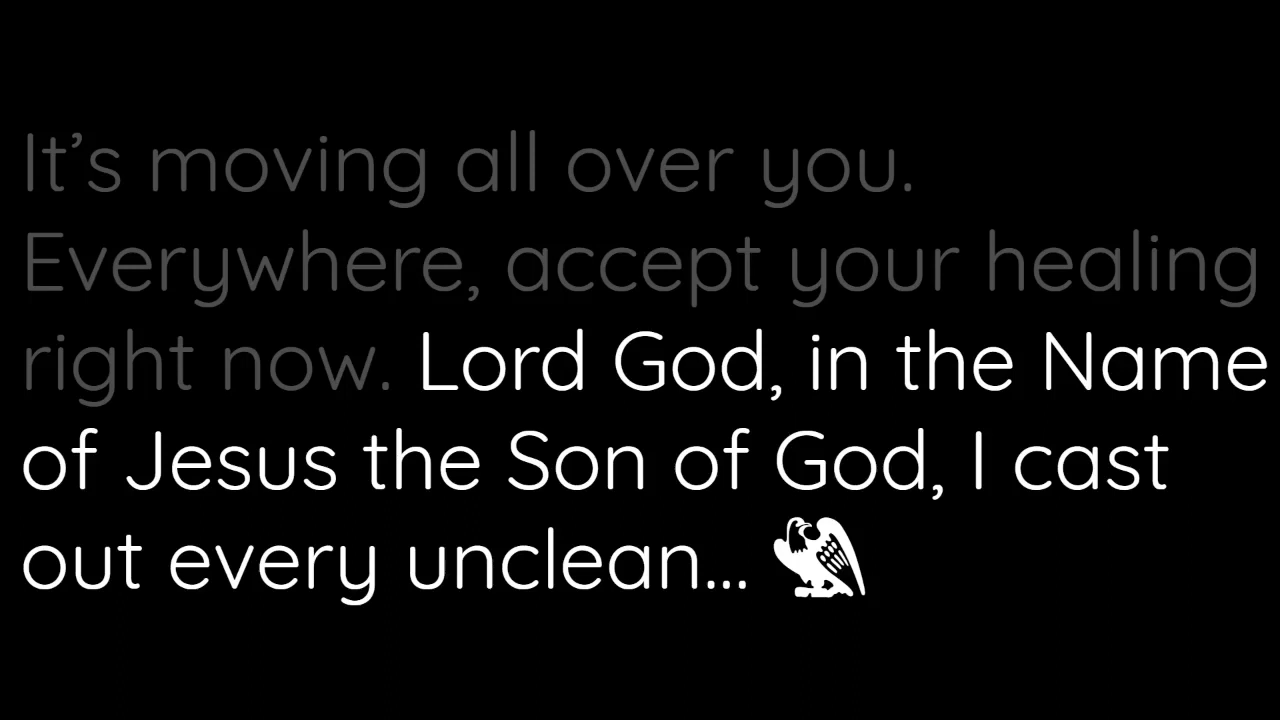 It’s moving all over you.
Everywhere, accept your healing
right now. Lord God, in the Name
of Jesus the Son of God, I cast
out every unclean...